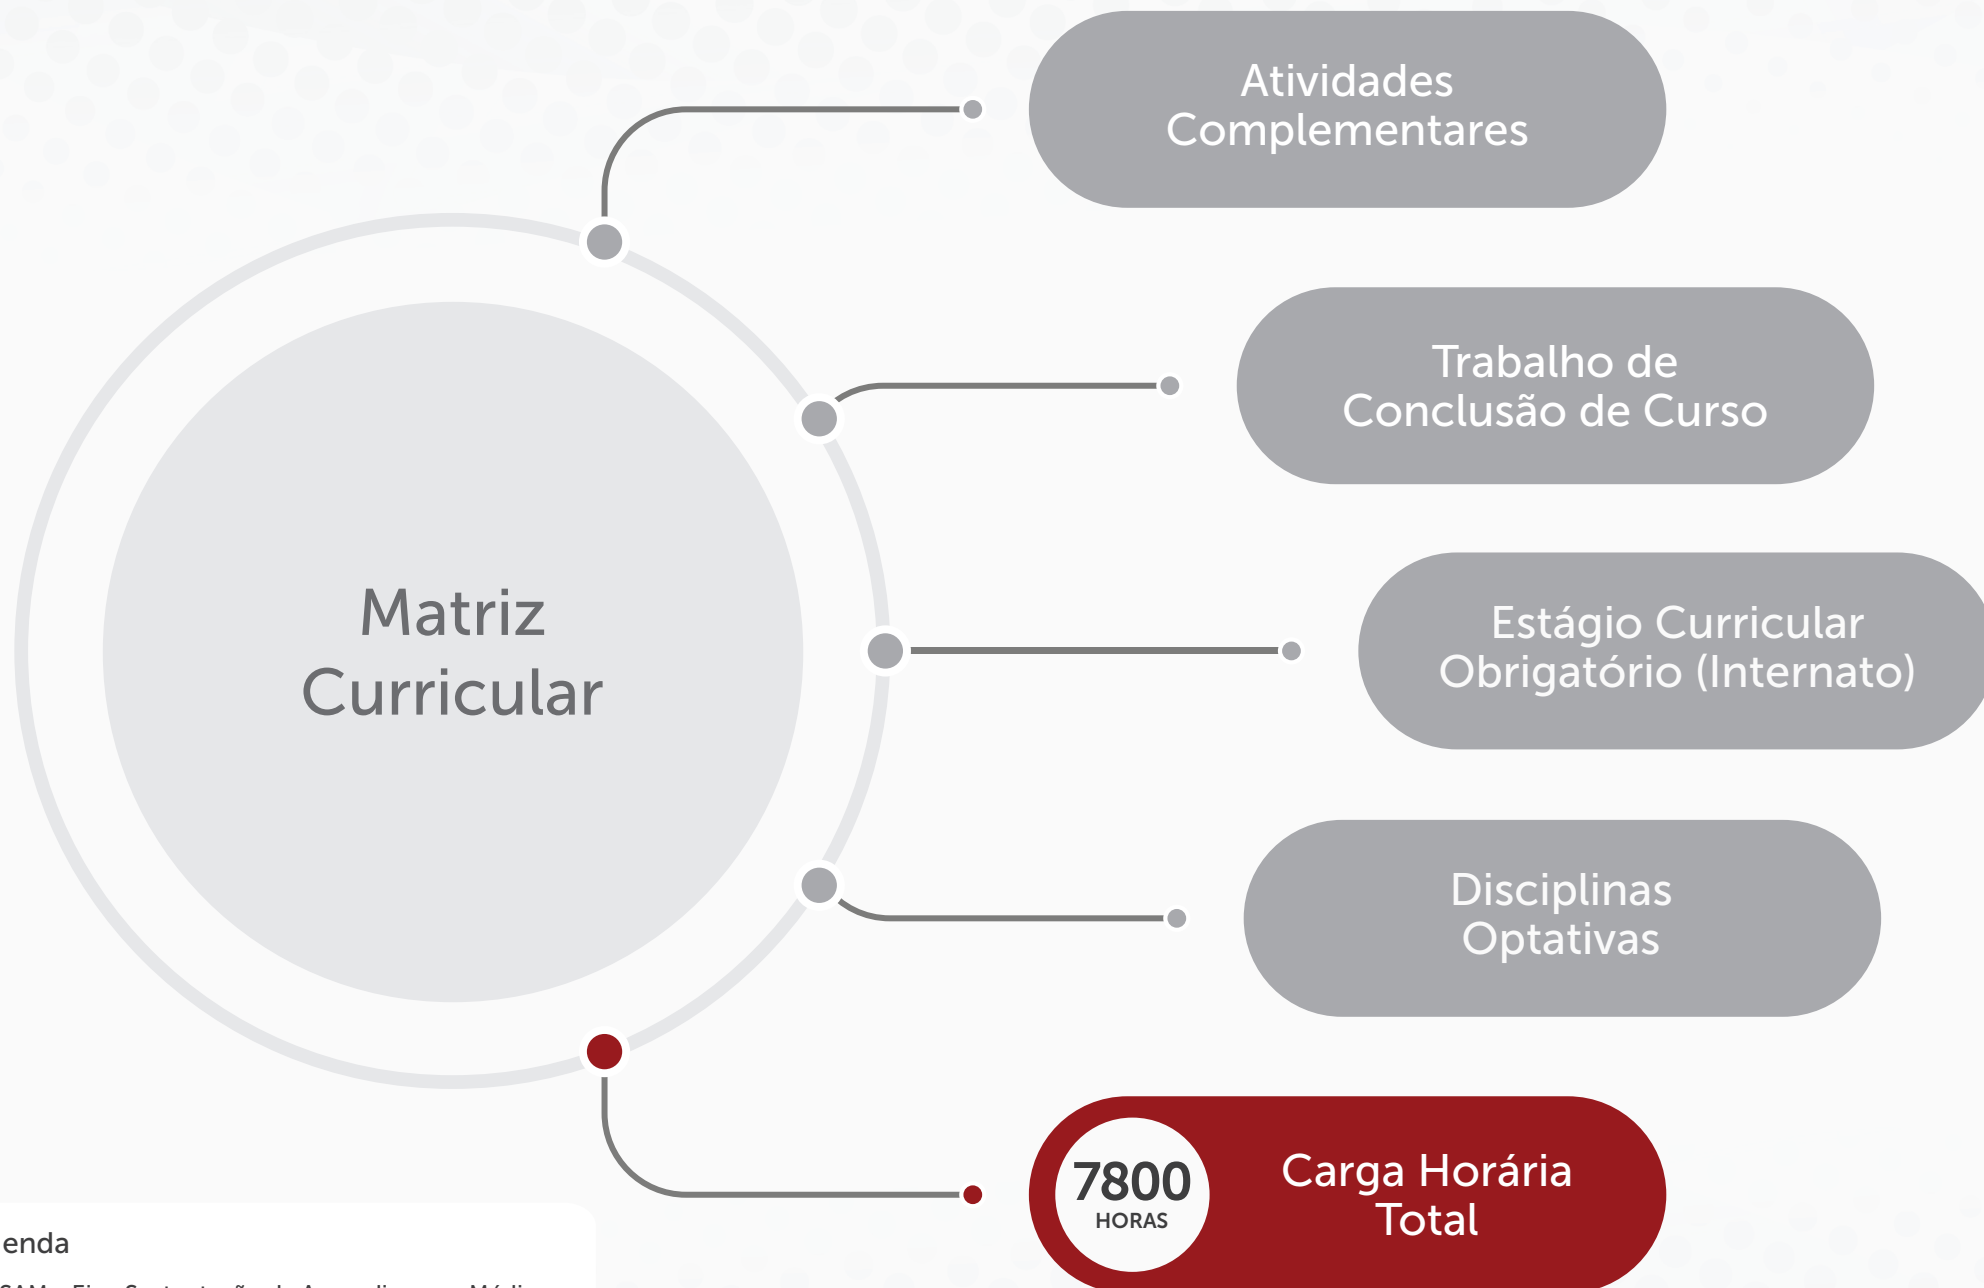 Atividades
Complementares
Trabalho de
Conclusão de Curso
Matriz
Curricular
Estágio Curricular
Obrigatório (Internato)
Disciplinas
Optativas
7800
HORAS
Carga Horária
Total
enda